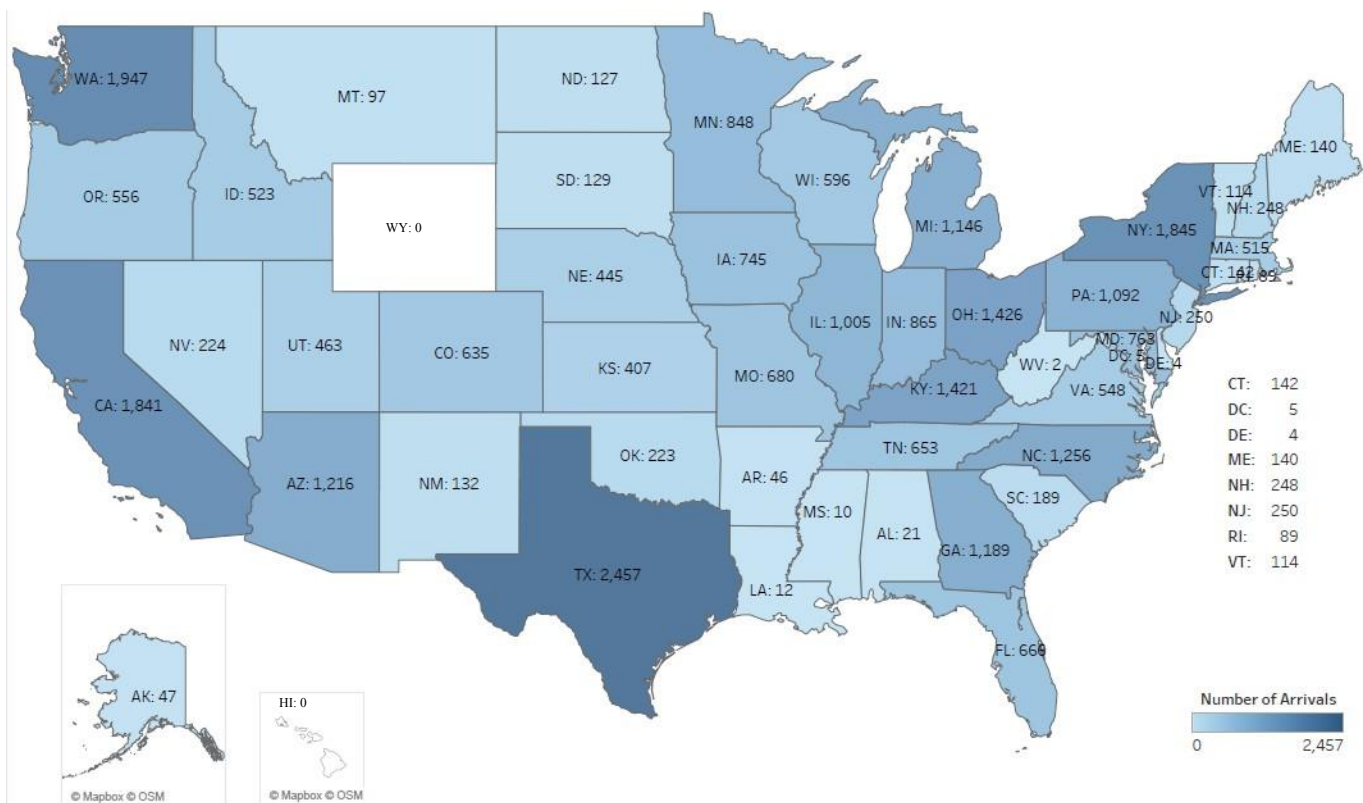 WA: 1,947
MT: 97
ND: 127
MN: 848
ME: 140
OR: 556
ID: 523
SD: 129
WI: 596
VT: 114
NH: 248
WY: 0
MI: 1,146
NY: 1,845
MA: 515
NE: 445
IA: 745
CT: 142
RI: 89
PA: 1,092
NJ: 250
NV: 224
UT: 463
CO: 635
IL: 1,005
IN: 865
OH: 1,426
MD: 763
DC: 5
DE: 4
KS: 407
MO: 680
WV: 2
KY: 1,421
VA: 548
CA: 1,841
TN: 653
NC: 1,256
AZ: 1,216
NM: 132
OK: 223
AR: 46
SC: 189
MS: 10
AL: 21
GA: 1,189
TX: 2,457
LA: 12
FL: 666
CT: 142
DC: 5
DE: 4
ME: 140
NH: 248
NJ: 250
RI: 89
VT: 114
AK: 47
© Mapbox © OSM
HI: 0
© Mapbox © OSM
Number of Arrivals
0 2,457